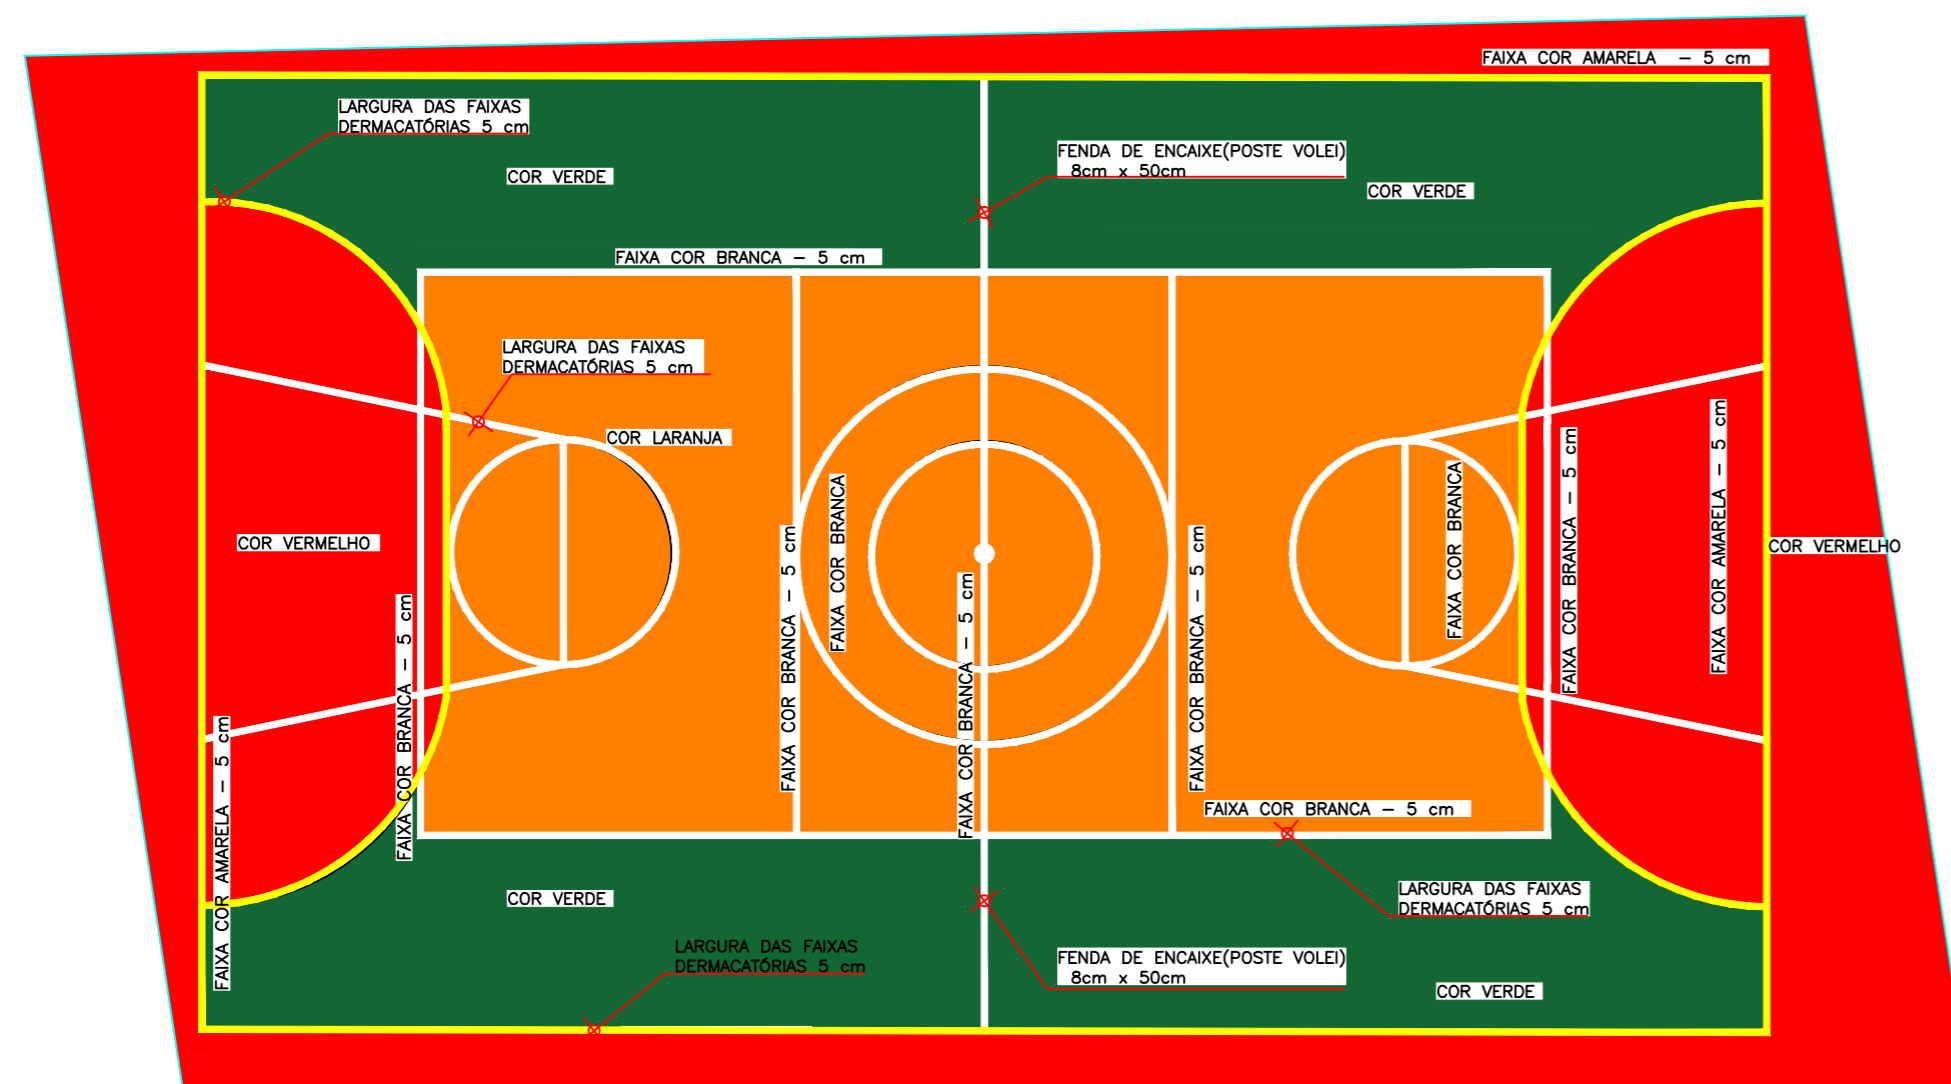 FAIXA COR AMARELA - 5 cm
LARGURA DAS FAIXAS
DERMACATÓRIAS 5 cm
FENDA DE ENCAIXE(POSTE VOLEI)
8cm x 50cm
COR VERDE
COR VERDE
FAIXA COR BRANCA - 5 cm
LARGURA DAS FAIXAS
DERMACATÓRIAS 5 cm
COR LARANJA
COR VERMELHO
FAIXA COR AMARELA - 5 cm
FAIXA COR BRANCA - 5 cm
FAIXA COR BRANCA - 5 cm
FAIXA COR BRANCA
FAIXA COR BRANCA - 5 cm
FAIXA COR BRANCA - 5 cm
FAIXA COR BRANCA
FAIXA COR BRANCA - 5 cm
FAIXA COR AMARELA - 5 cm
COR VERMELHO
FAIXA COR BRANCA - 5 cm
LARGURA DAS FAIXAS
DERMACATÓRIAS 5 cm
COR VERDE
LARGURA DAS FAIXAS
DERMACATÓRIAS 5 cm
FENDA DE ENCAIXE(POSTE VOLEI)
8cm x 50cm
COR VERDE